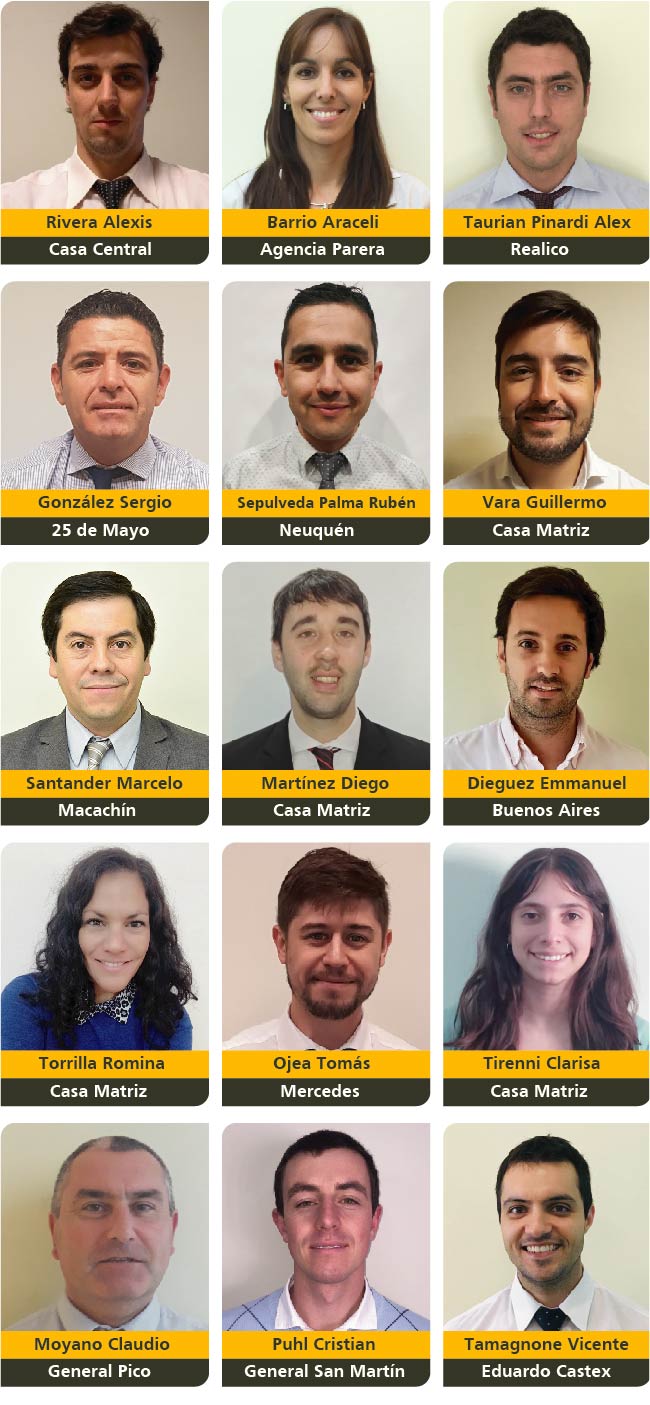 Rivera Alexis
Casa Central
Barrio Araceli
Agencia Parera
Taurian Pinardi Alex
Realico
González Sergio
25 de Mayo
Sepulveda Palma Rubén
Neuquén
Vara Guillermo
Casa Matriz
Santander Marcelo
Macachín
Martínez Diego
Casa Matriz
Dieguez Emmanuel
Buenos Aires
Torrilla Romina
Casa Matriz
Ojea Tomás
Mercedes
Tirenni Clarisa
Casa Matriz
Moyano Claudio
General Pico
Puhl Cristian
General San Martín
Tamagnone Vicente
Eduardo Castex